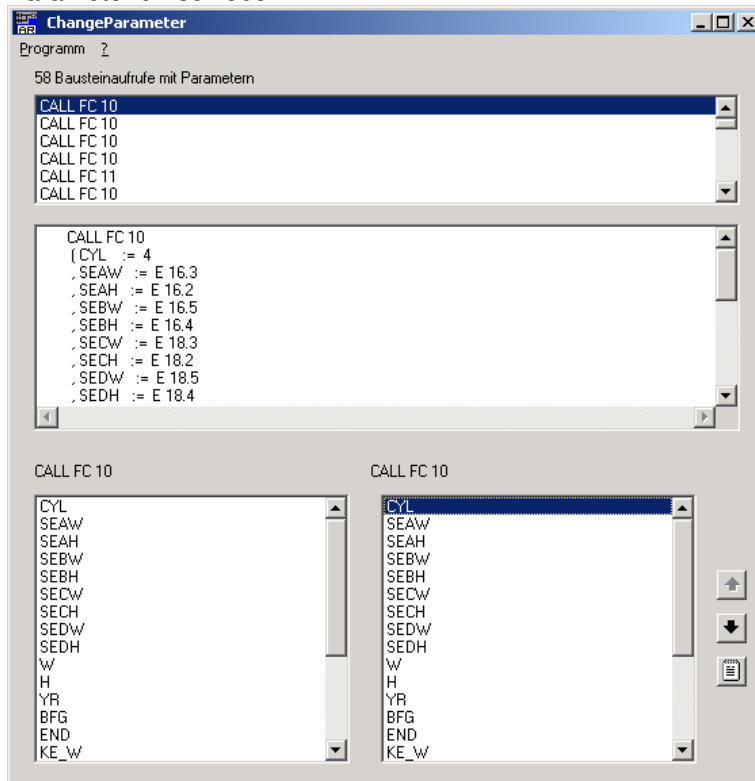 ChangeParameter
Programm ?
58 Bausteinaufrufe mit Parametern
CALL FC 10
CALL FC 10
CALL FC 10
CALL FC 10
CALL FC 11
CALL FC 10
CALL FC 10
( CYL := 4
, SEAW := E 16.3
, SEAH := E 16.2
, SEBW := E 16.5
, SEBH := E 16.4
, SECW := E 18.3
, SECH := E 18.2
, SEDW := E 18.5
, SEDH := E 18.4
CALL FC 10
CYL
SEAW
SEAH
SEBW
SEBH
SECW
SECH
SEDW
SEDH
W
H
YR
BFG
END
KE_W
CALL FC 10
CYL
SEAW
SEAH
SEBW
SEBH
SECW
SECH
SEDW
SEDH
W
H
YR
BFG
END
KE_W